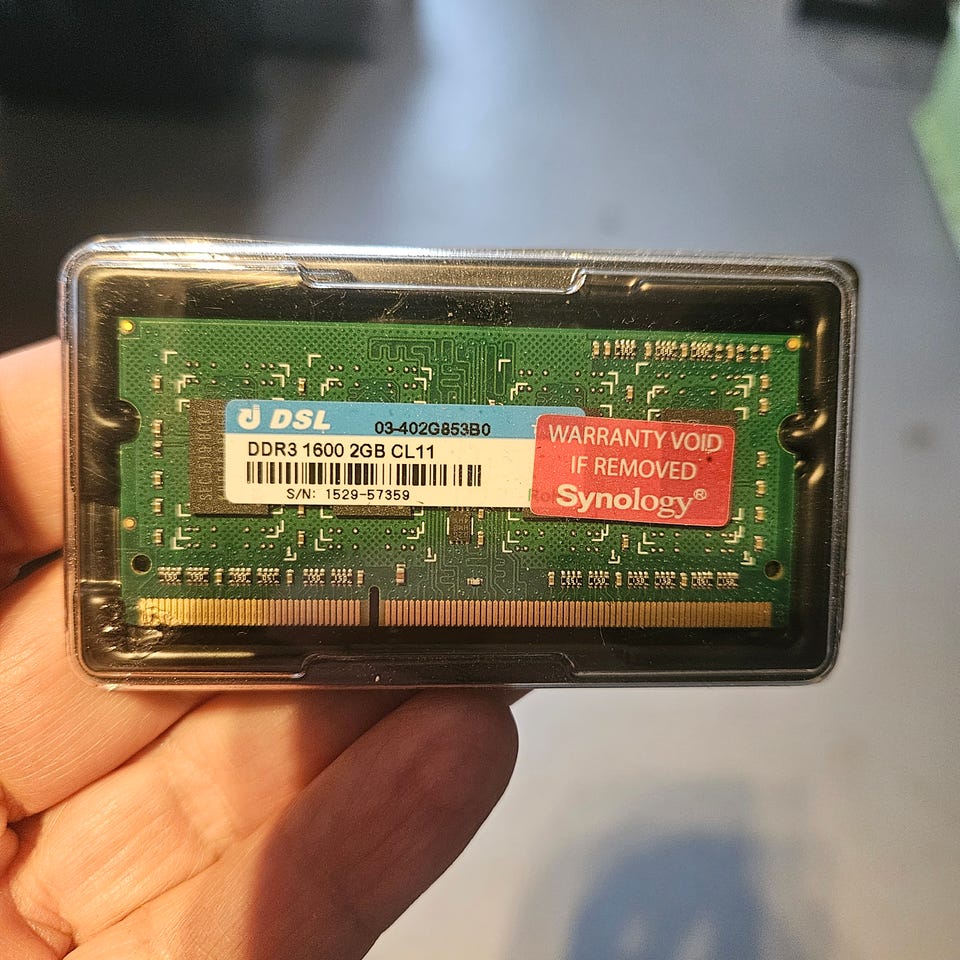 DSL
03-402G853B0
DDR3 1600 2GB CL11
S/N: 1529-57359
WARRANTY VOID
IF REMOVED
Synology®